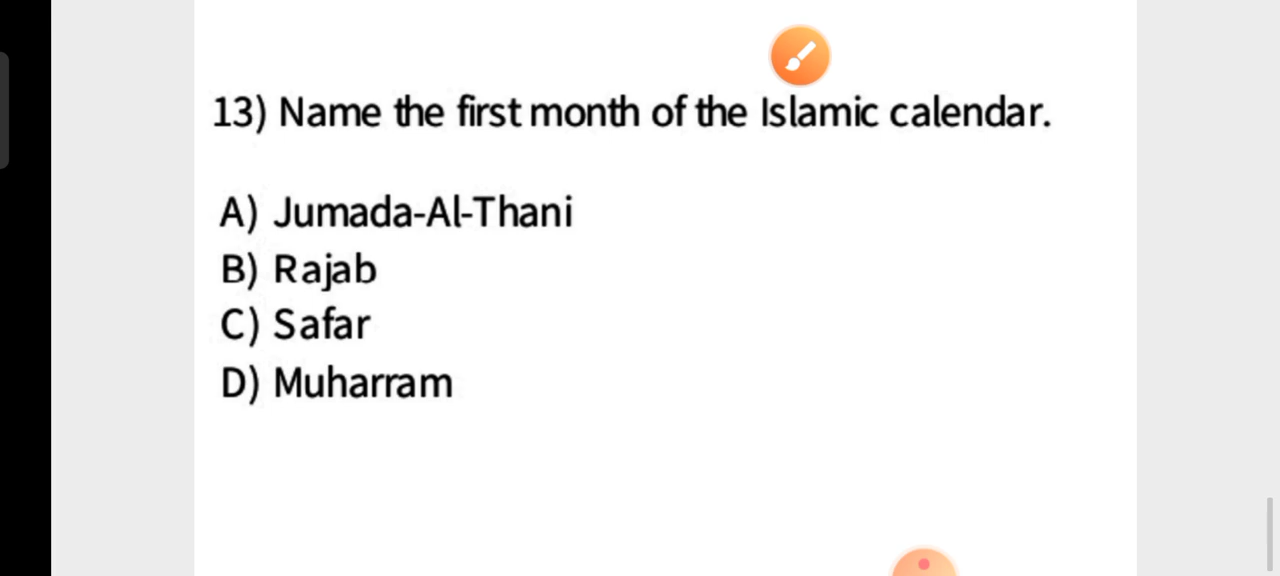 13) Name the first month of the Islamic calendar.
A) Jumada-Al-Thani
B) Rajab
C) Safar
D) Muharram